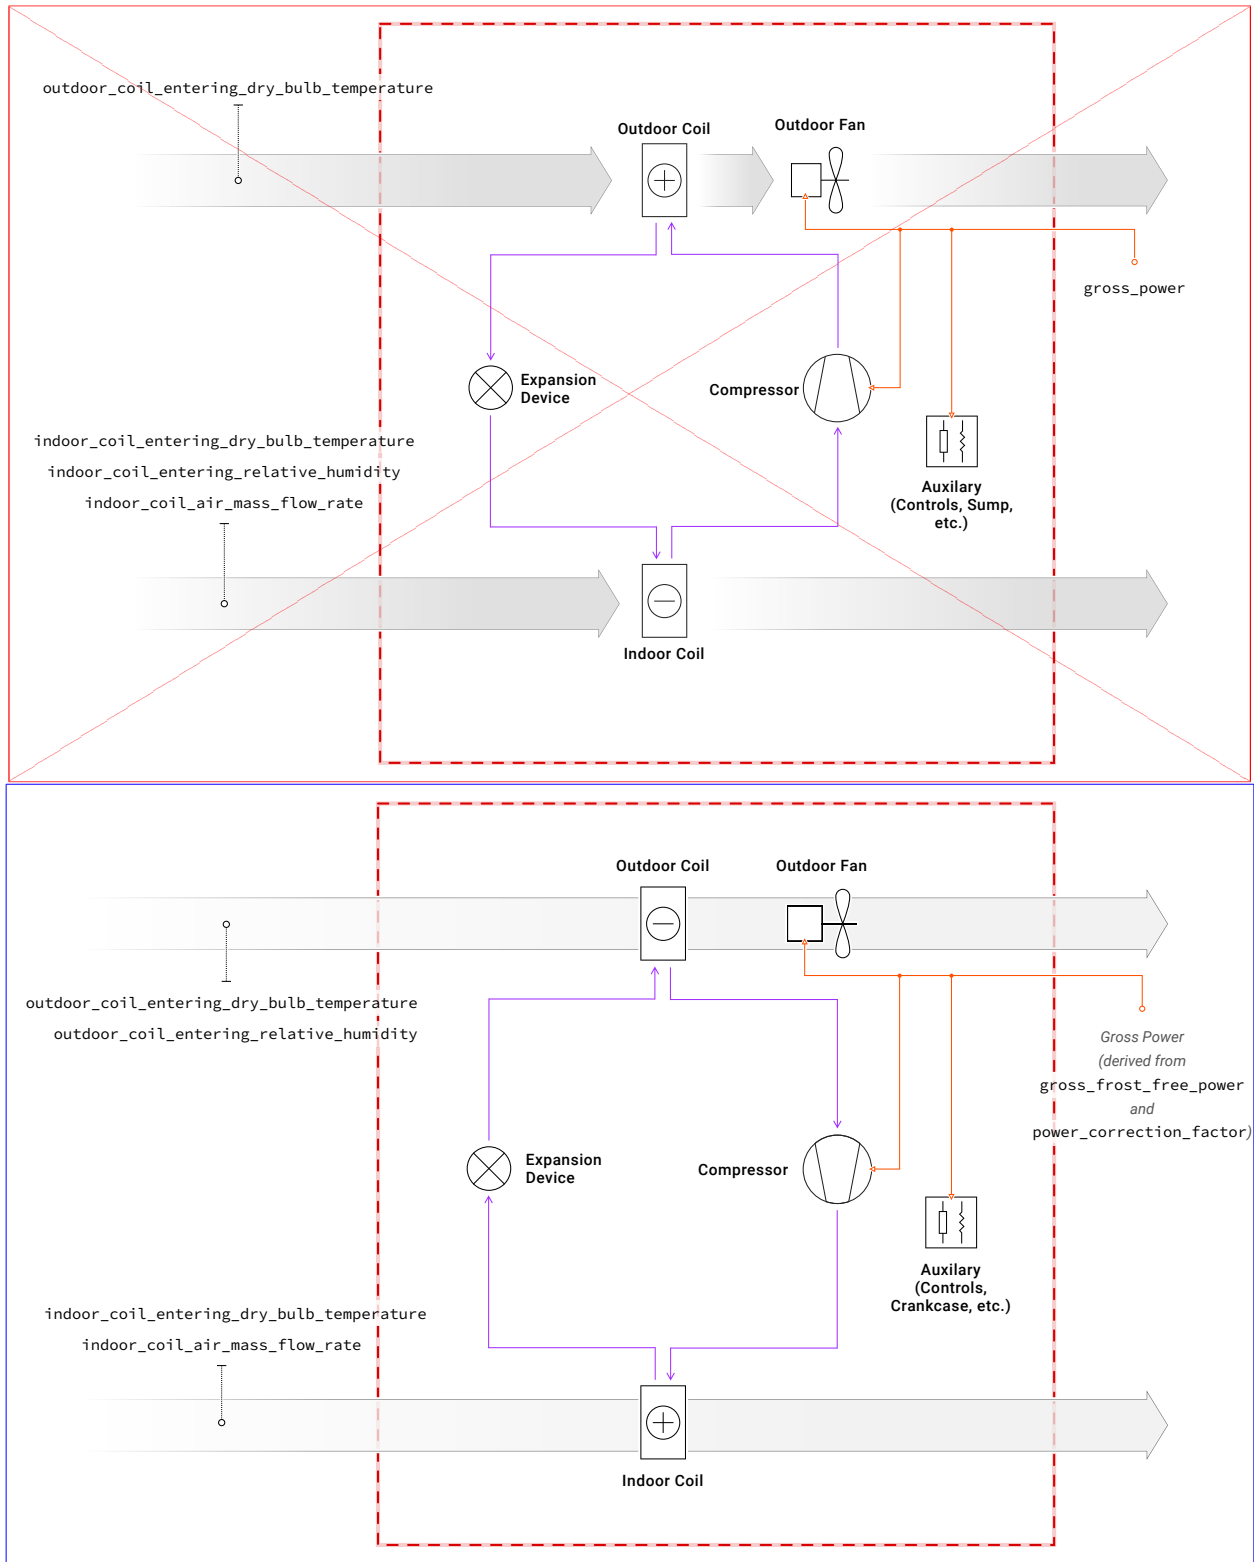 outdoor_coil_entering_dry_bulb_temperature
Outdoor Coil
Outdoor Fan
gross_power
Expansion
Device
Compressor
indoor_coil_entering_dry_bulb_temperature
indoor_coil_entering_relative_humidity
indoor_coil_air_mass_flow_rate
Auxilary
(Controls, Sump,
etc.)
Indoor Coil
Outdoor Coil
Outdoor Fan
outdoor_coil_entering_dry_bulb_temperature
outdoor_coil_entering_relative_humidity
Gross Power
(derived from
gross_frost_free_power
and
power_correction_factor)
Expansion
Device
Compressor
Auxilary
(Controls,
Crankcase, etc.)
indoor_coil_entering_dry_bulb_temperature
indoor_coil_air_mass_flow_rate
Indoor Coil